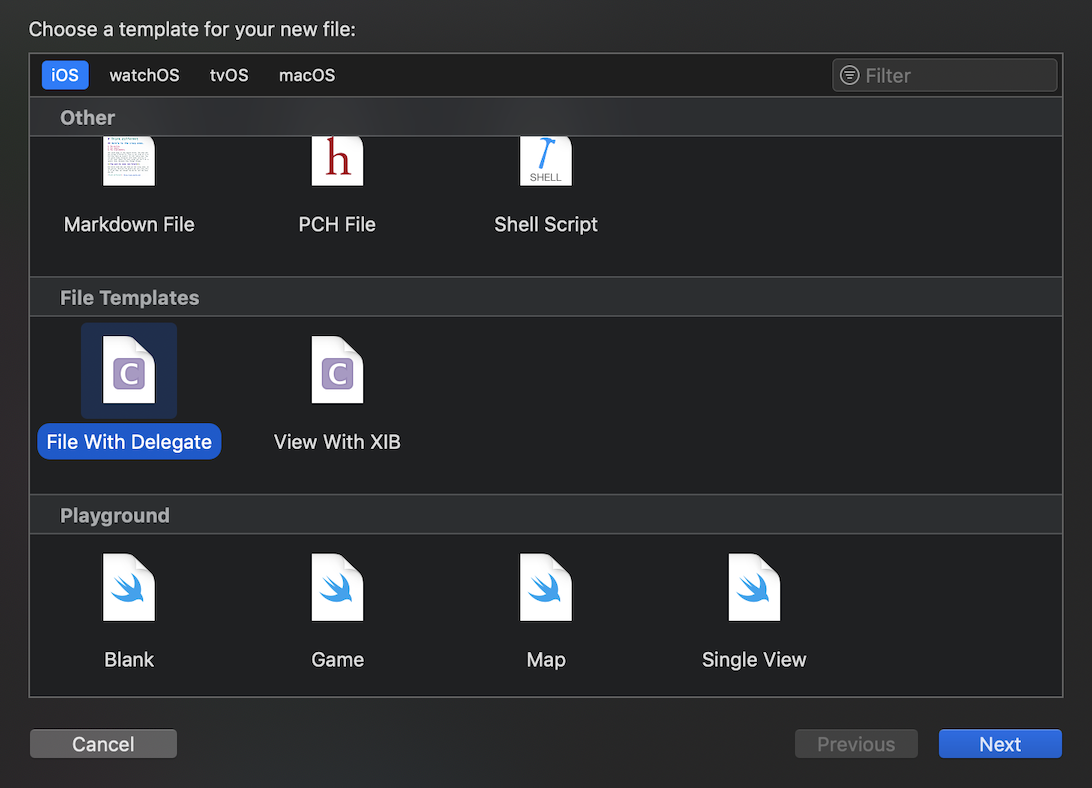 Choose a template for your new file:
iOS watchOS tvOS macOS Filter
Other
h SHELL
Markdown File PCH File Shell Script
File Templates
C C
File With Delegate View With XIB
Playground
Blank Game Map Single View
Cancel Previous Next